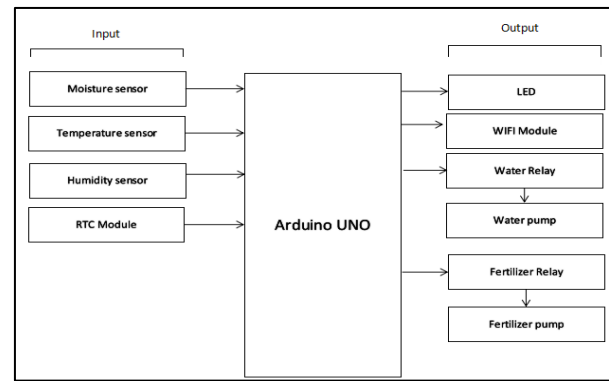 Input
Output
Moisture sensor
Temperature sensor
Humidity sensor
RTC Module
Arduino UNO
LED
WIFI Module
Water Relay
Water pump
Fertilizer Relay
Fertilizer pump